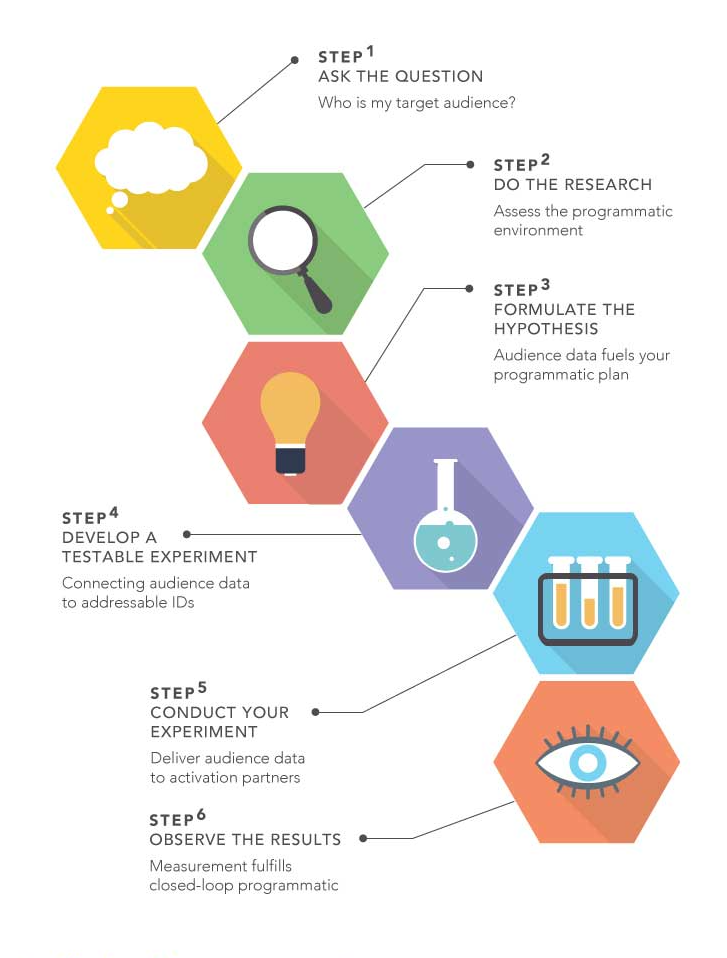 STEP 1
ASK THE QUESTION
Who is my target audience?
STEP 2
DO THE RESEARCH
Assess the programmatic
environment
STEP 3
FORMULATE THE
HYPOTHESIS
Audience data fuels your
programmatic plan
STEP 4
DEVELOP A
TESTABLE EXPERIMENT
Connecting audience data
to addressable IDs
STEP 5
CONDUCT YOUR
EXPERIMENT
Deliver audience data
to activation partners
STEP 6
OBSERVE THE RESULTS
Measurement fulfills
closed-loop programmatic